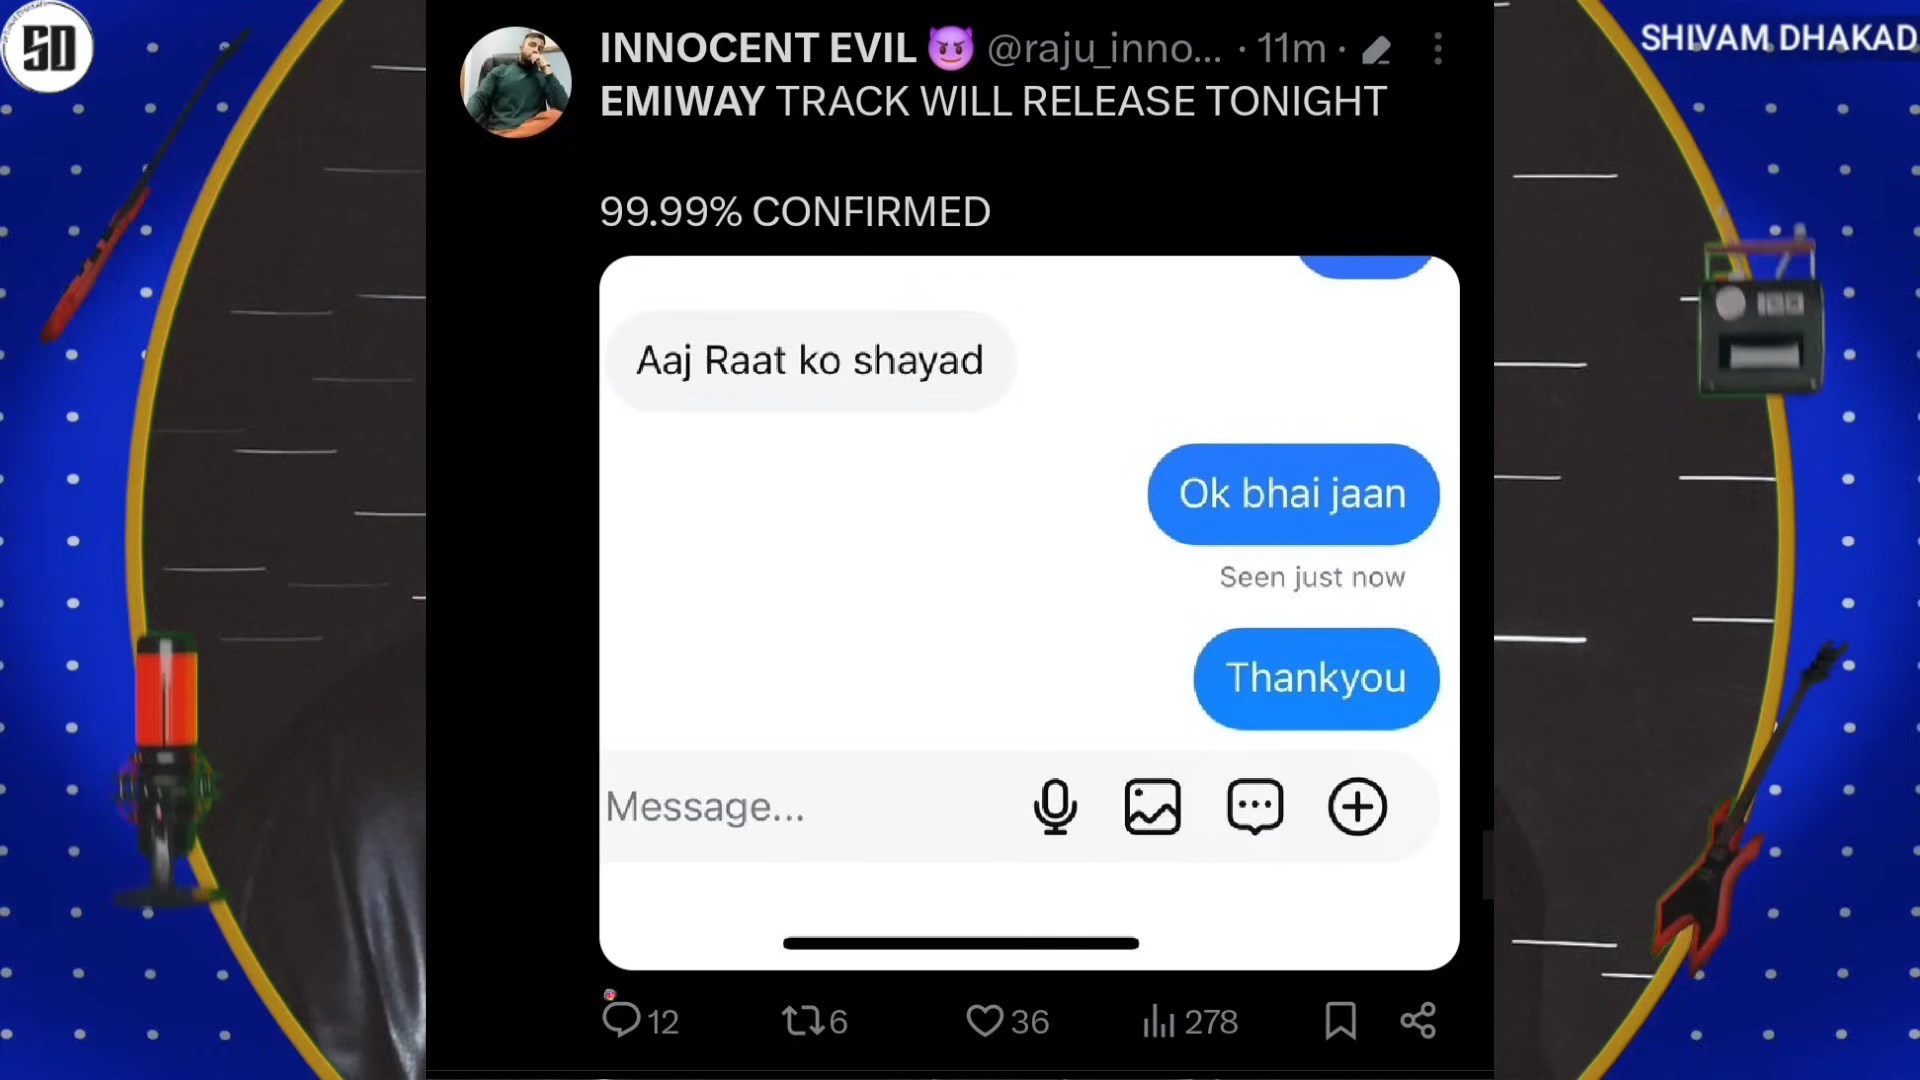 SD
SHIVAM DHAKAD
INNOCENT EVIL 😈 @raju_inno... · 11m ·
EMIWAY TRACK WILL RELEASE TONIGHT
99.99% CONFIRMED
Aaj Raat ko shayad
Ok bhai jaan
Seen just now
Thankyou
Message...
12 6 36 278